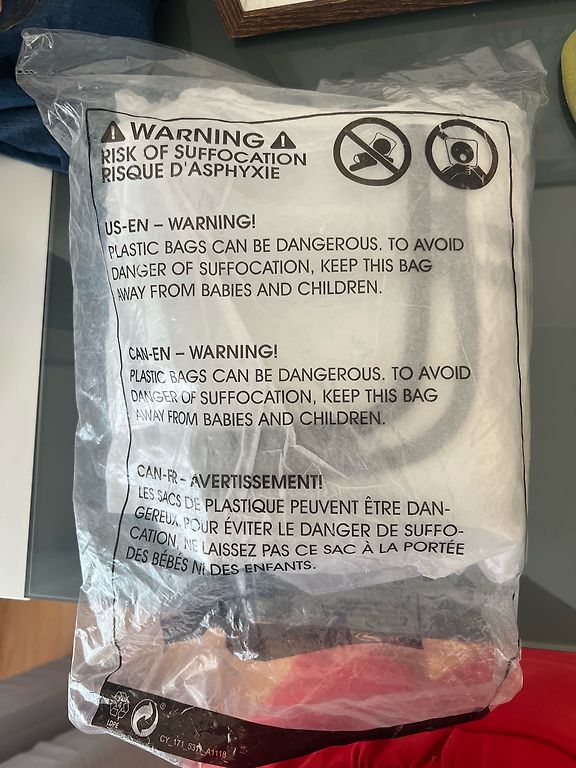 WARNING
RISK OF SUFFOCATION
RISQUE D'ASPHYXIE
US-EN – WARNING!
PLASTIC BAGS CAN BE DANGEROUS. TO AVOID
DANGER OF SUFFOCATION, KEEP THIS BAG
AWAY FROM BABIES AND CHILDREN.
CAN-EN – WARNING!
PLASTIC BAGS CAN BE DANGEROUS. TO AVOID
DANGER OF SUFFOCATION, KEEP THIS BAG
AWAY FROM BABIES AND CHILDREN.
CAN-FR – AVERTISSEMENT!
LES SACS DE PLASTIQUE PEUVENT ÊTRE DAN-
GEREUX. POUR ÉVITER LE DANGER DE SUFFO-
CATION, NE LAISSEZ PAS CE SAC À LA PORTÉE
DES BÉBÉS NI DES ENFANTS.
LDPE